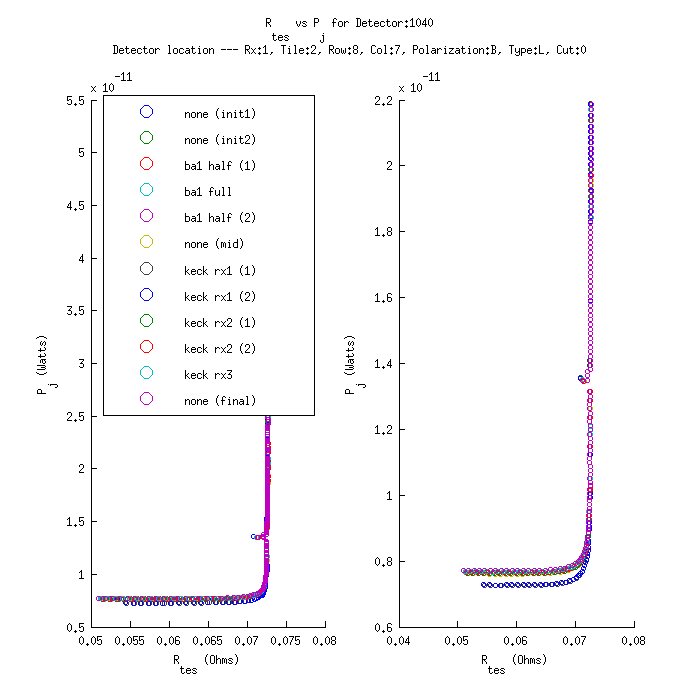 R tes vs P j for Detector:1040
Detector location --- Rx:1, Tile:2, Row:8, Col:7, Polarization:B, Type:L, Cut:0
x 10 -11
5.5
5
4.5
4
3.5
3
2.5
2
1.5
1
0.5
P j (Watts)
none (init1)
none (init2)
ba1 half (1)
ba1 full
ba1 half (2)
none (mid)
keck rx1 (1)
keck rx1 (2)
keck rx2 (1)
keck rx2 (2)
keck rx3
none (final)
0.05 0.055 0.06 0.065 0.07 0.075 0.08
R tes (Ohms)
x 10 -11
2.2
2
1.8
1.6
1.4
1.2
1
0.8
0.6
P j (Watts)
0.04 0.05 0.06 0.07 0.08
R tes (Ohms)